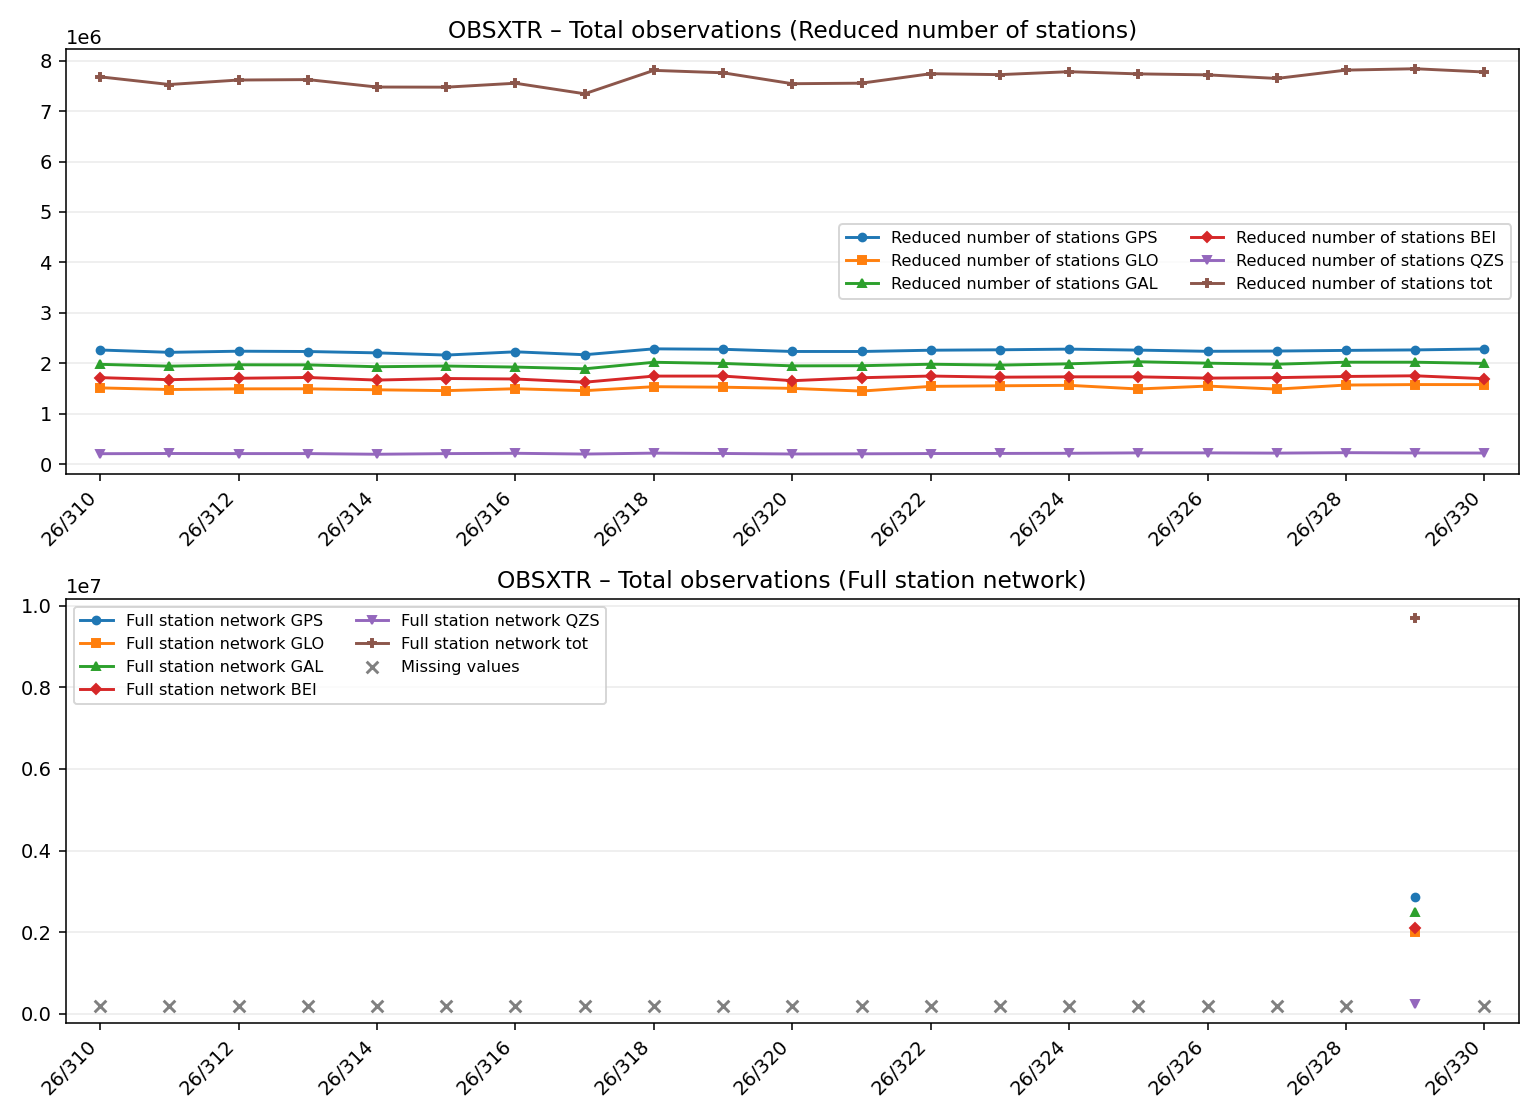 OBSXTR – Total observations (Reduced number of stations)
1e6
8
7
6
5
4
3
2
1
0
Reduced number of stations GPS
Reduced number of stations GLO
Reduced number of stations GAL
Reduced number of stations BEI
Reduced number of stations QZS
Reduced number of stations tot
26/310
26/312
26/314
26/316
26/318
26/320
26/322
26/324
26/326
26/328
26/330
OBSXTR – Total observations (Full station network)
1e7
1.0
0.8
0.6
0.4
0.2
0.0
Full station network GPS
Full station network GLO
Full station network GAL
Full station network BEI
Full station network QZS
Full station network tot
Missing values
26/310
26/312
26/314
26/316
26/318
26/320
26/322
26/324
26/326
26/328
26/330